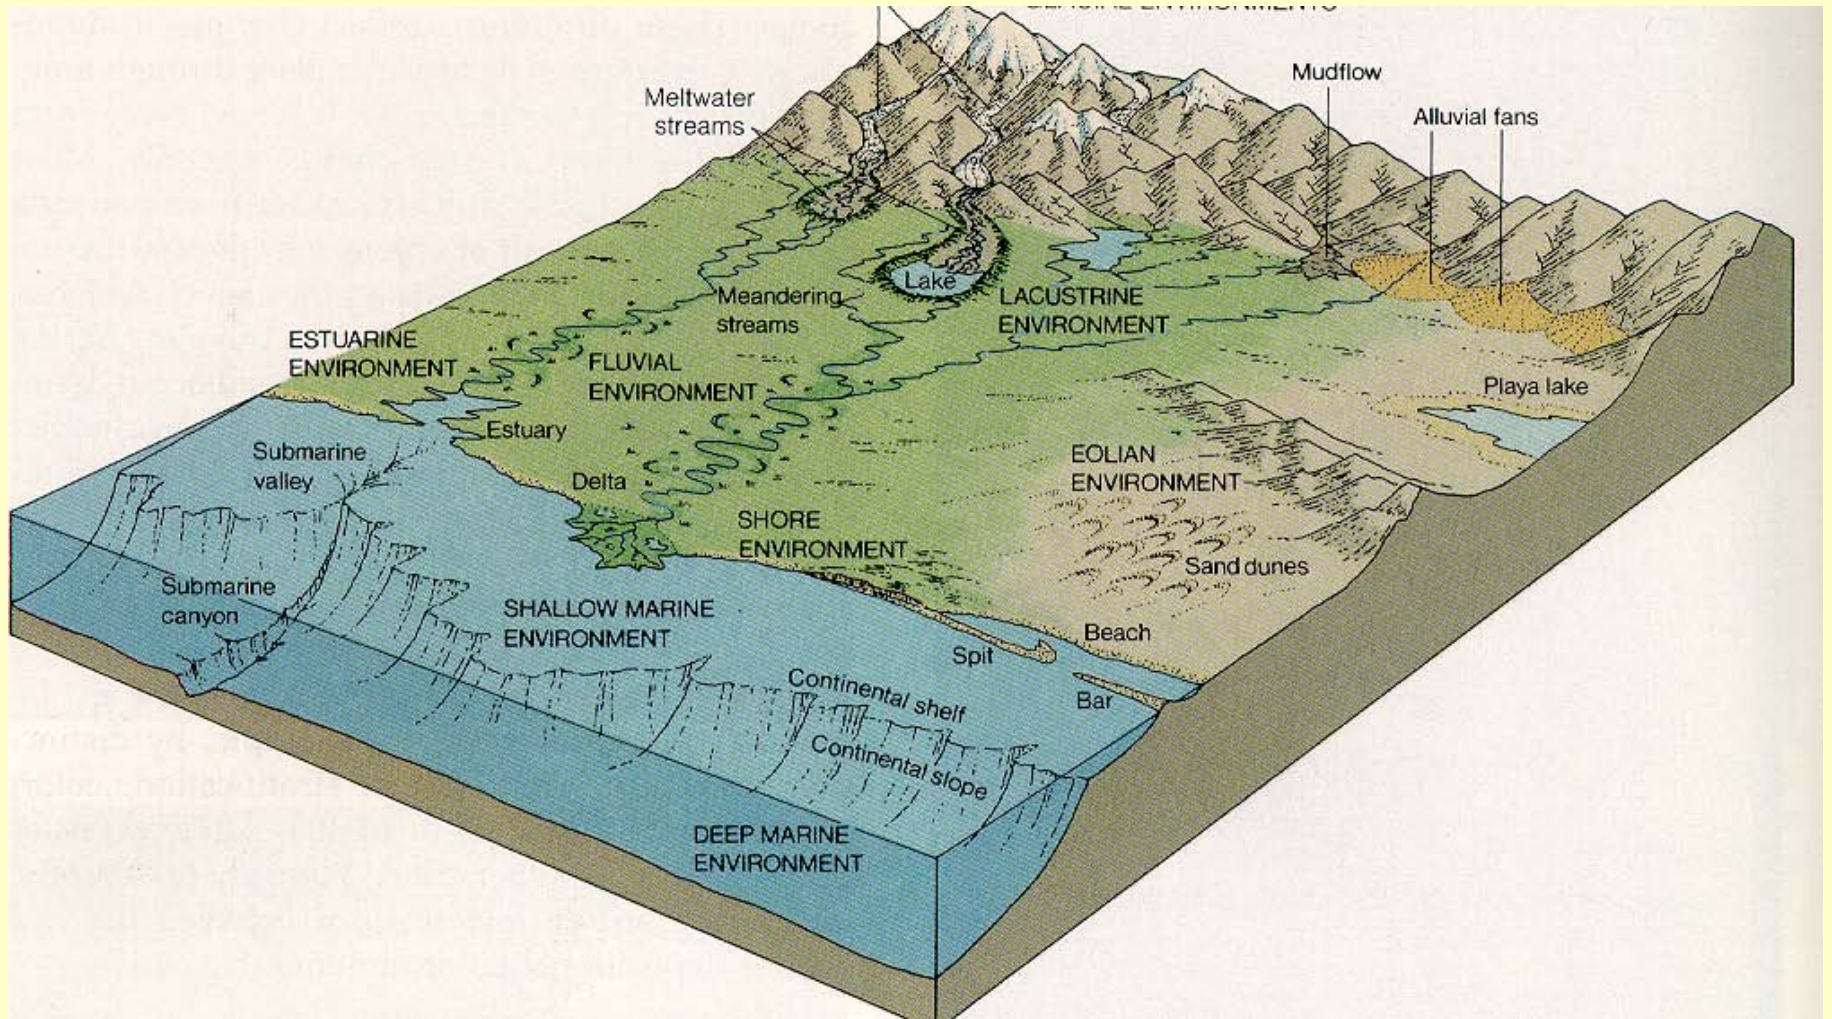 GLACIAL ENVIRONMENTS
Mudflow
Meltwater
streams
Alluvial fans
Lake
Meandering
streams
LACUSTRINE
ENVIRONMENT
ESTUARINE
ENVIRONMENT
FLUVIAL
ENVIRONMENT
Playa lake
Estuary
Submarine
valley
Delta
EOLIAN
ENVIRONMENT
SHORE
ENVIRONMENT
Sand dunes
Submarine
canyon
SHALLOW MARINE
ENVIRONMENT
Beach
Spit
Bar
Continental shelf
Continental slope
DEEP MARINE
ENVIRONMENT